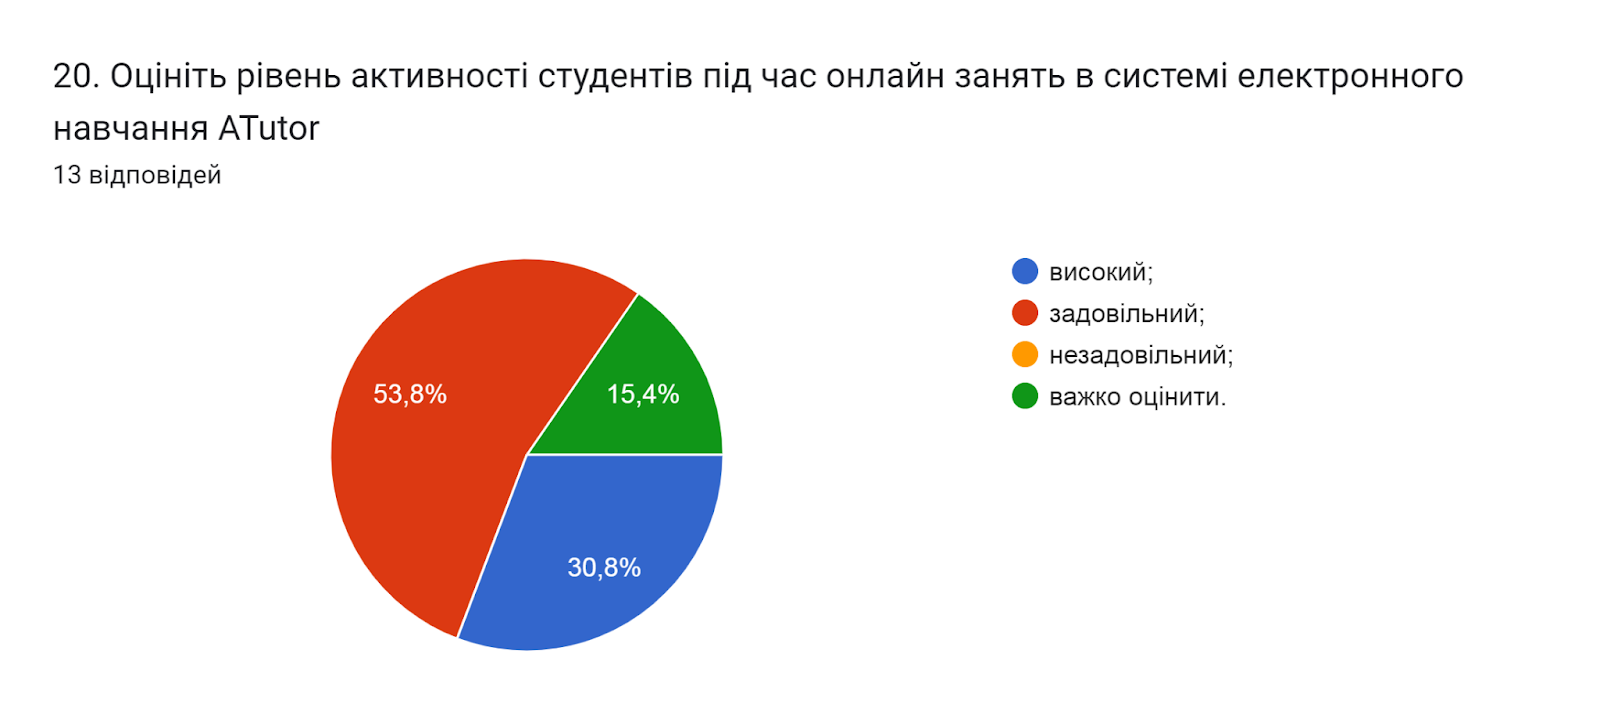 20. Оцініть рівень активності студентів під час онлайн занять в системі електронного
навчання ATutor
13 відповідей
високий;
задовільний;
незадовільний;
важко оцінити.
53,8%
15,4%
30,8%